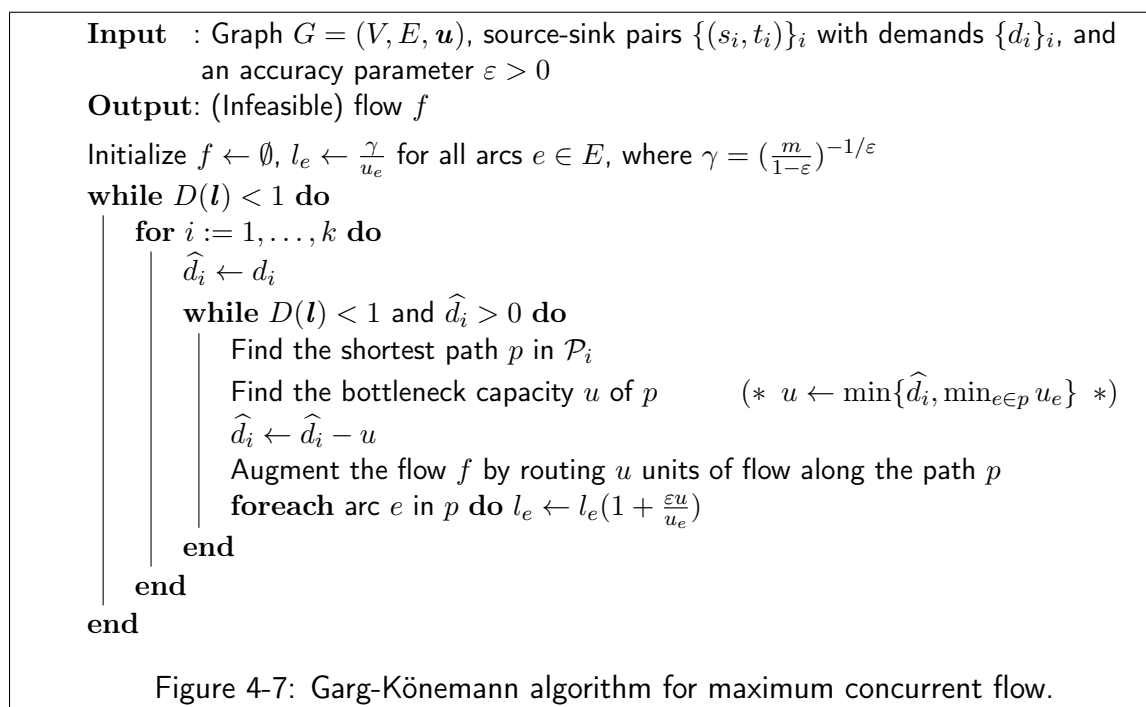 Input : Graph G = (V, E, u), source-sink pairs {(s_i, t_i)}_i with demands {d_i}_i, and
an accuracy parameter ε > 0
Output: (Infeasible) flow f
Initialize f ← ∅, l_e ← γ/u_e for all arcs e ∈ E, where γ = (m/(1−ε))^{−1/ε}
while D(l) < 1 do
for i := 1, . . . , k do
d̂_i ← d_i
while D(l) < 1 and d̂_i > 0 do
Find the shortest path p in 𝒫_i
Find the bottleneck capacity u of p (∗ u ← min{d̂_i, min_{e∈p} u_e} ∗)
d̂_i ← d̂_i − u
Augment the flow f by routing u units of flow along the path p
foreach arc e in p do l_e ← l_e(1 + εu/u_e)
end
end
end
Figure 4-7: Garg-Könemann algorithm for maximum concurrent flow.